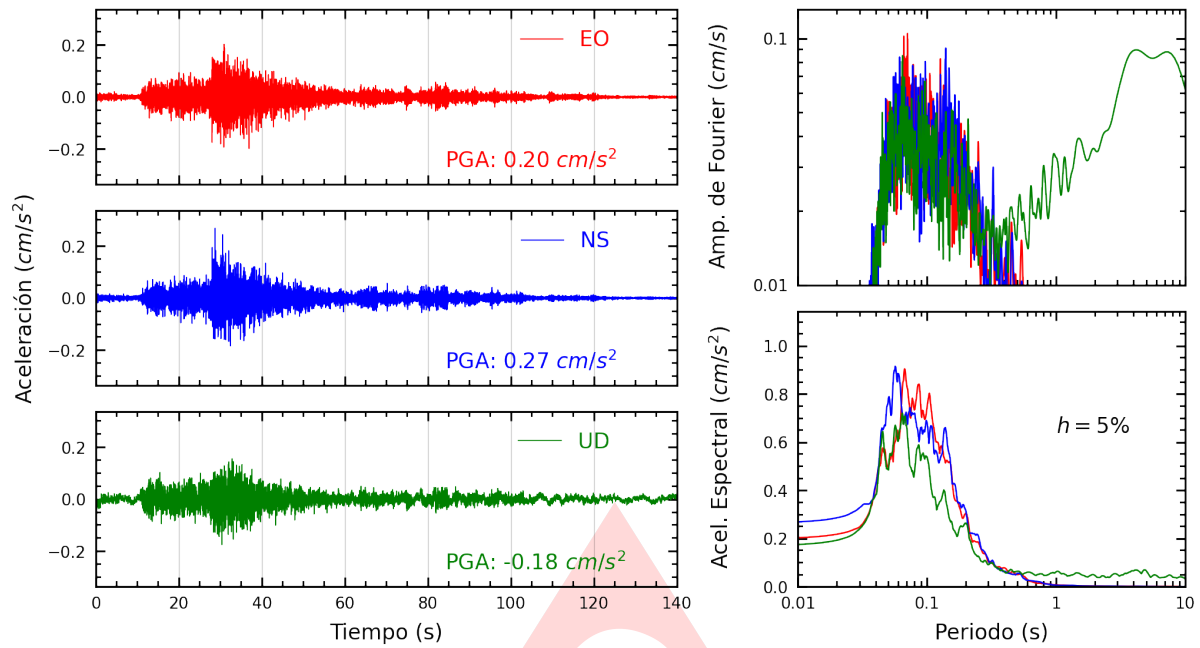 Aceleración (cm/s²)
0.2
0.0
−0.2
EO
PGA: 0.20 cm/s²
0.2
0.0
−0.2
NS
PGA: 0.27 cm/s²
0.2
0.0
−0.2
UD
PGA: -0.18 cm/s²
0 20 40 60 80 100 120 140
Tiempo (s)
Amp. de Fourier (cm/s)
0.1
0.01
Acel. Espectral (cm/s²)
1.0
0.8
0.6
0.4
0.2
0.0
h = 5%
0.01 0.1 1 10
Periodo (s)